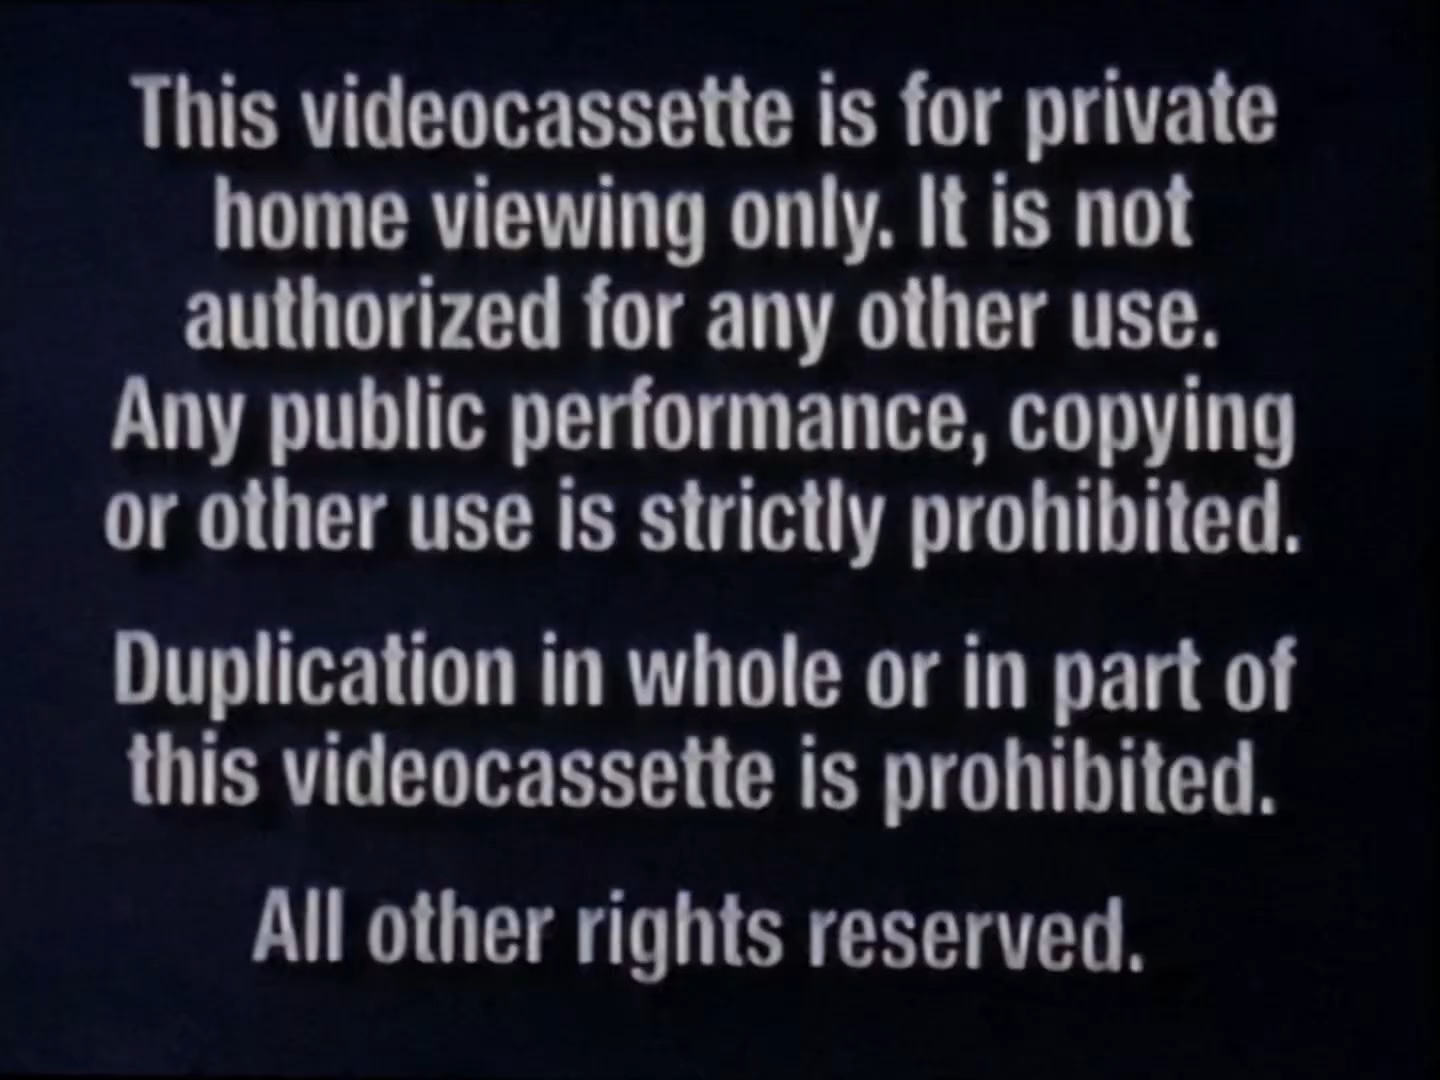 This videocassette is for private
home viewing only. It is not
authorized for any other use.
Any public performance, copying
or other use is strictly prohibited.
Duplication in whole or in part of
this videocassette is prohibited.
All other rights reserved.